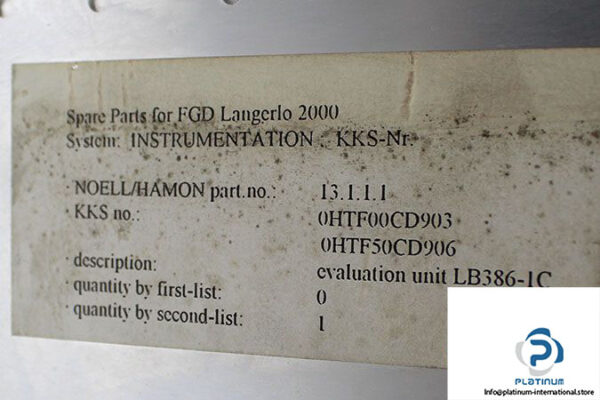 Spare Parts for FGD Langerlo 2000
System: INSTRUMENTATION : KKS-Nr.
· NOELL/HAMON part.no.: 13.1.1.1
· KKS no.: 0HTF00CD903
0HTF50CD906
· description: evaluation unit LB386-1C
· quantity by first-list: 0
· quantity by second-list: 1
PLATINUM
Info@platinum-international.store